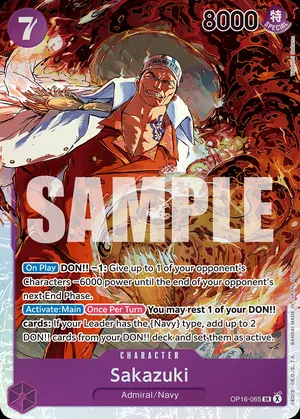 7
8000
特
SPECIAL
SAMPLE
On Play DON!! −1: Give up to 1 of your opponent's
Characters −6000 power until the end of your opponent's
next End Phase.
Activate:Main Once Per Turn You may rest 1 of your DON!!
cards: If your Leader has the {Navy} type, add up to 2
DON!! cards from your DON!! deck and set them as active.
CHARACTER
Sakazuki
Admiral/Navy
OP16-065